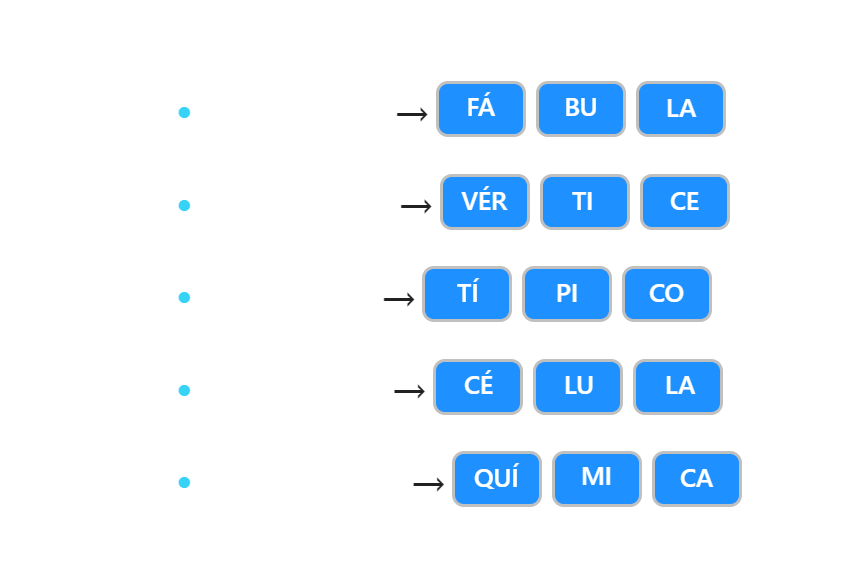 • → FÁ BU LA
• → VÉR TI CE
• → TÍ PI CO
• → CÉ LU LA
• → QUÍ MI CA